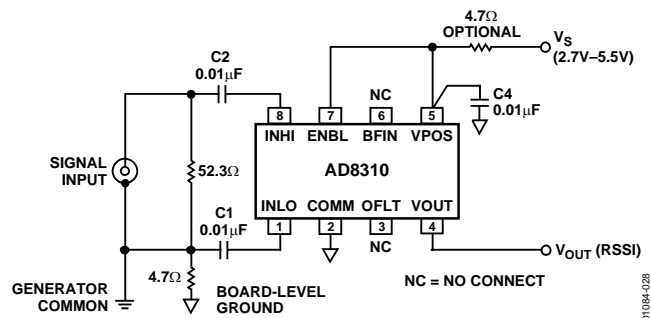 4.7Ω
OPTIONAL
VS
(2.7V–5.5V)
C2
0.01μF
NC
C4
0.01μF
8 7 6 5
INHI ENBL BFIN VPOS
SIGNAL
INPUT
52.3Ω
AD8310
INLO COMM OFLT VOUT
C1
0.01μF
1 2 3 4
NC
VOUT (RSSI)
4.7Ω
NC = NO CONNECT
GENERATOR
COMMON
BOARD-LEVEL
GROUND
01084-028